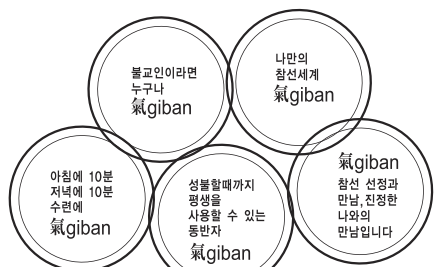 불교인이라면
누구나
氣giban
나만의
참선세계
氣giban
아침에 10분
저녁에 10분
수련에
氣giban
성불할때까지
평생을
사용할 수 있는
동반자
氣giban
氣giban
참선 선정과
만남,진정한
나와의
만남입니다